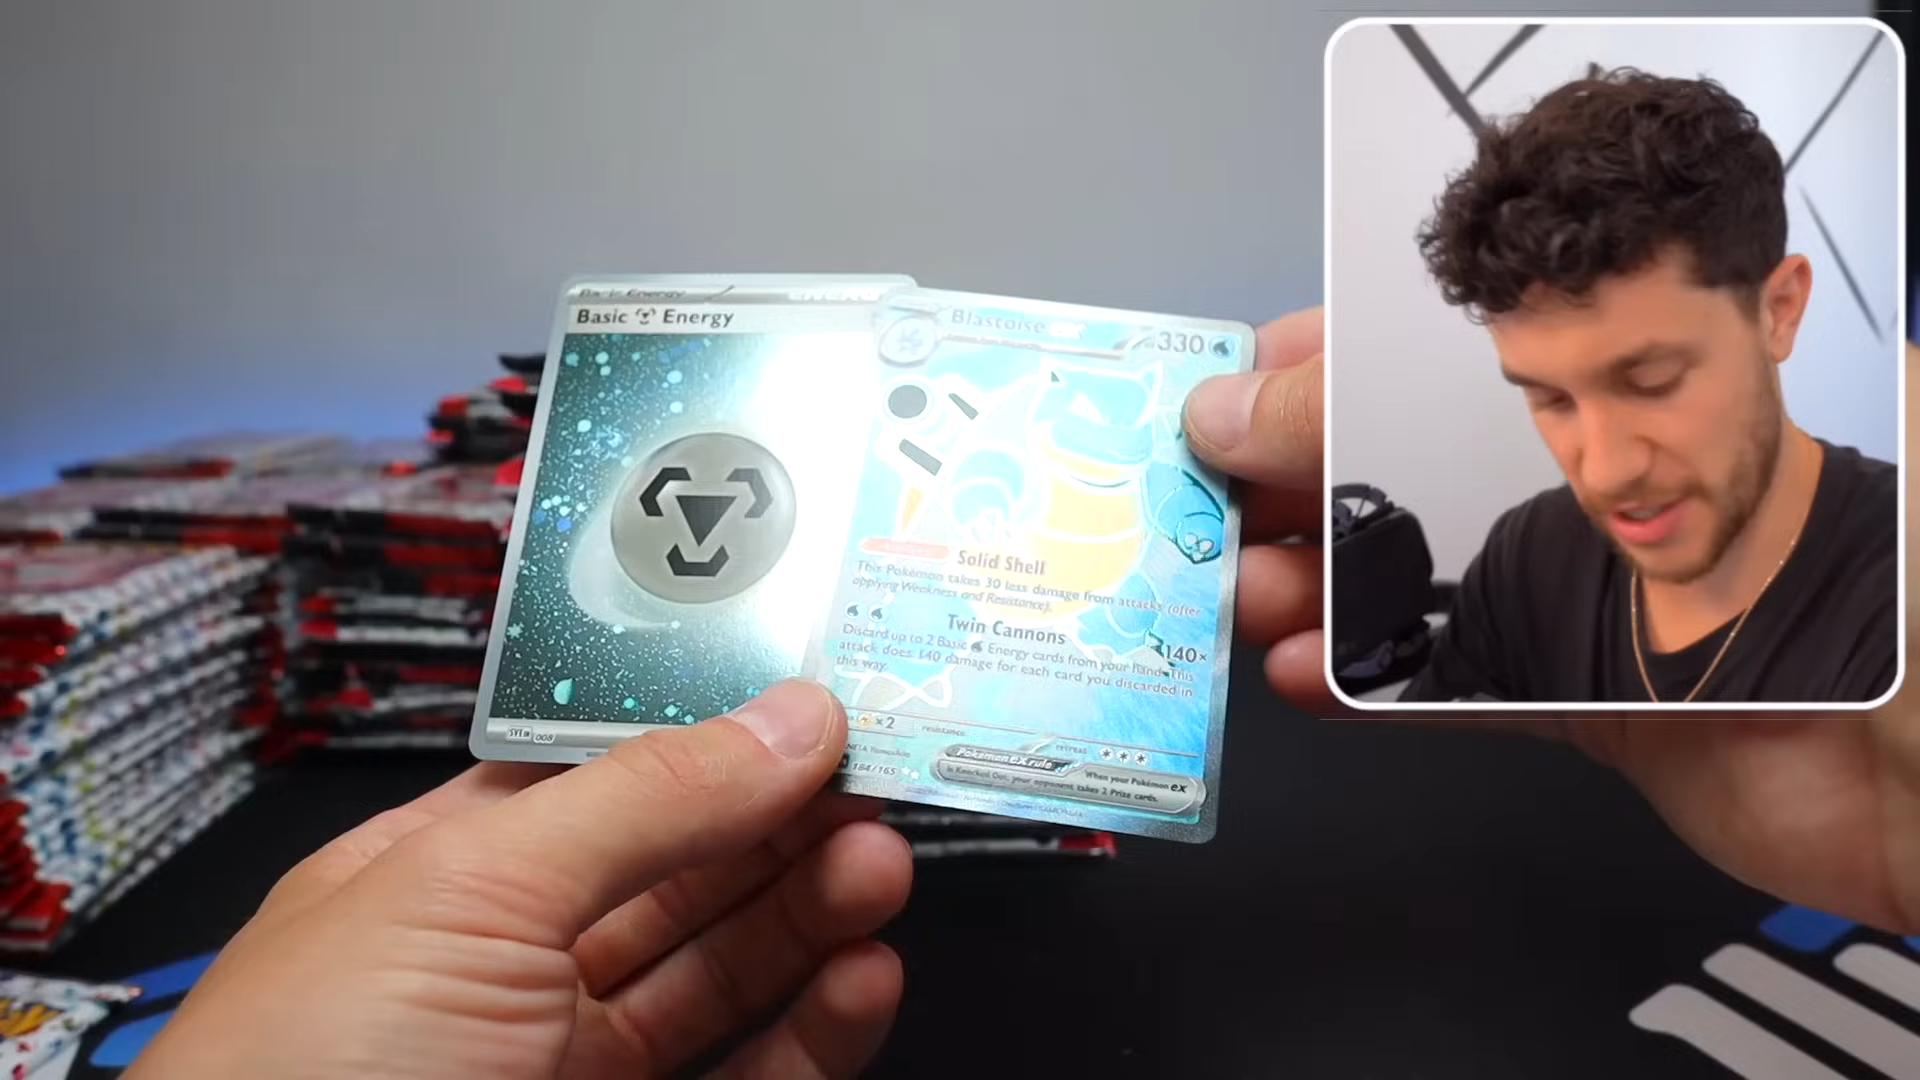 Basic Energy
Basic Energy
SVE 008
Blastoise ex
330
Solid Shell
This Pokémon takes 30 less damage from attacks (after
applying Weakness and Resistance).
Twin Cannons
140×
Discard up to 2 Basic Energy cards from your hand. This
attack does 140 damage for each card you discarded in
this way.
×2
resistance
retreat
184/165
Pokémon ex rule
When your Pokémon ex
is Knocked Out, your opponent takes 2 Prize cards.